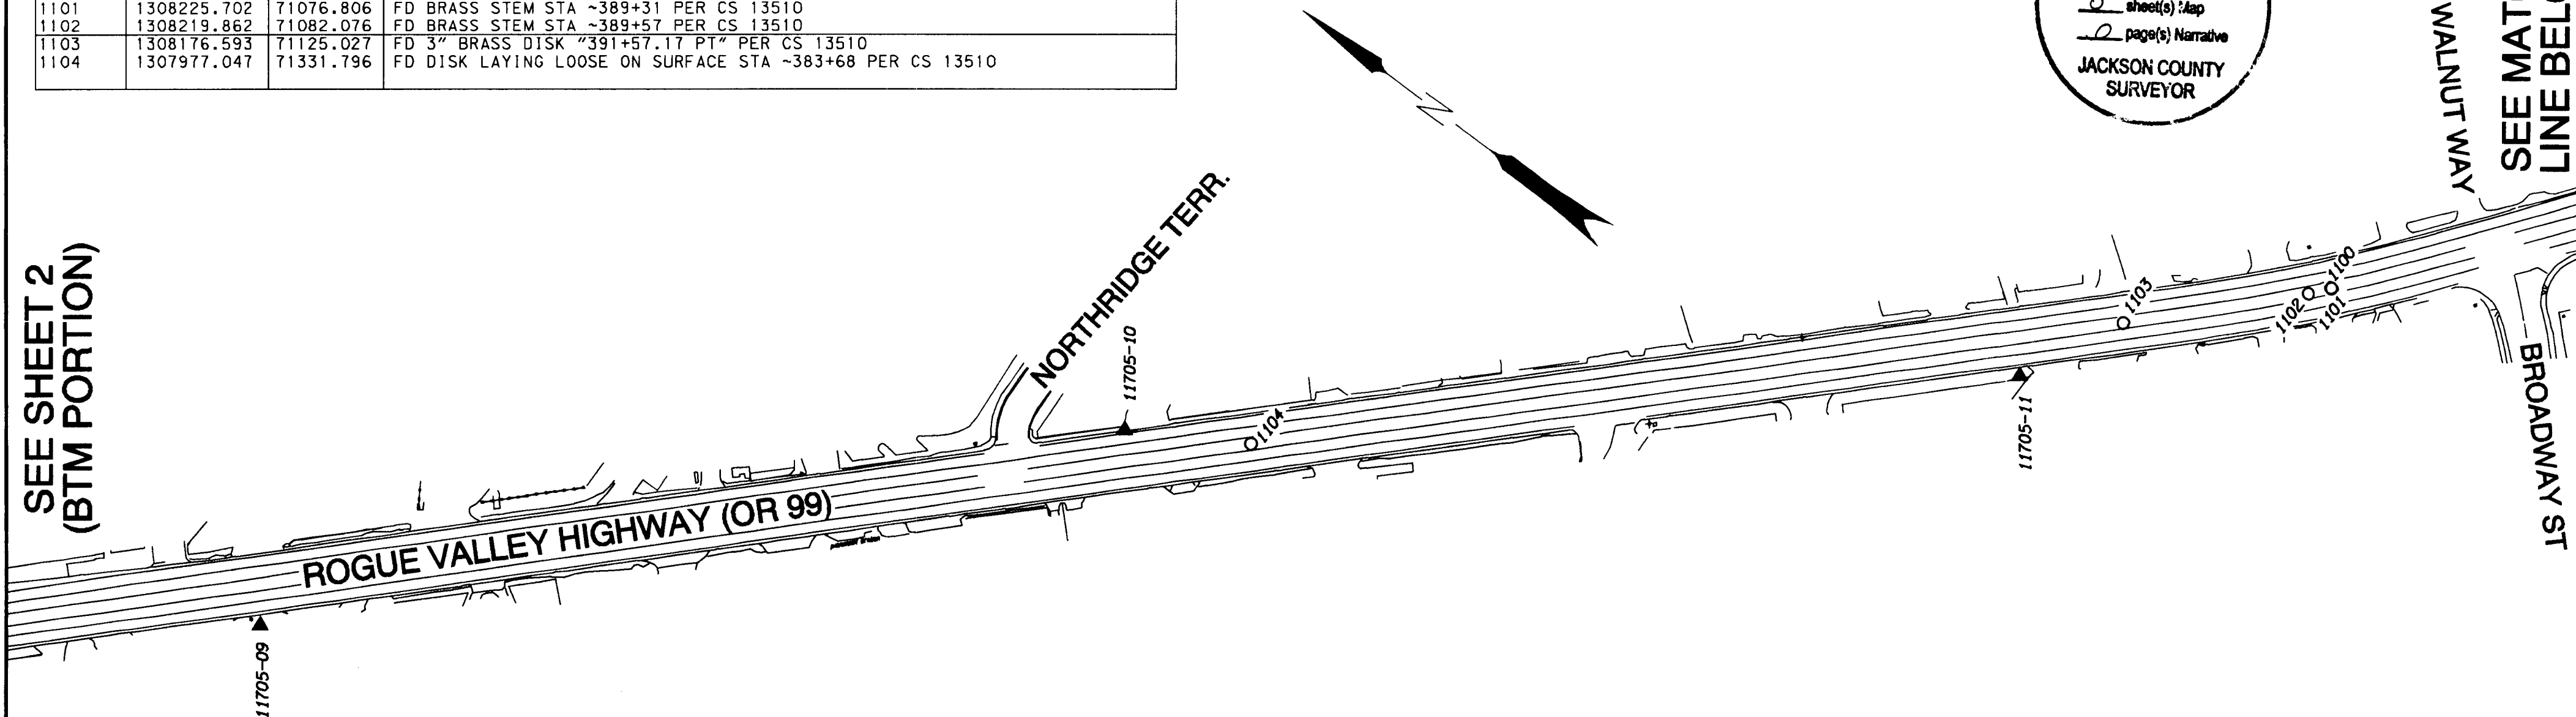 1101 1308225.702 71076.806 FD BRASS STEM STA ~389+31 PER CS 13510
1102 1308219.862 71082.076 FD BRASS STEM STA ~389+57 PER CS 13510
1103 1308176.593 71125.027 FD 3" BRASS DISK "391+57.17 PT" PER CS 13510
1104 1307977.047 71331.796 FD DISK LAYING LOOSE ON SURFACE STA ~383+68 PER CS 13510
sheet(s) Map
page(s) Narrative
JACKSON COUNTY
SURVEYOR
WALNUT WAY
SEE
LINE
N
SEE SHEET 2
(BTM PORTION)
NORTHRIDGE TERR.
11705-10
1104
1103
1102
1100
1101
11705-11
BROADWAY ST
ROGUE VALLEY HIGHWAY (OR 99)
11705-09